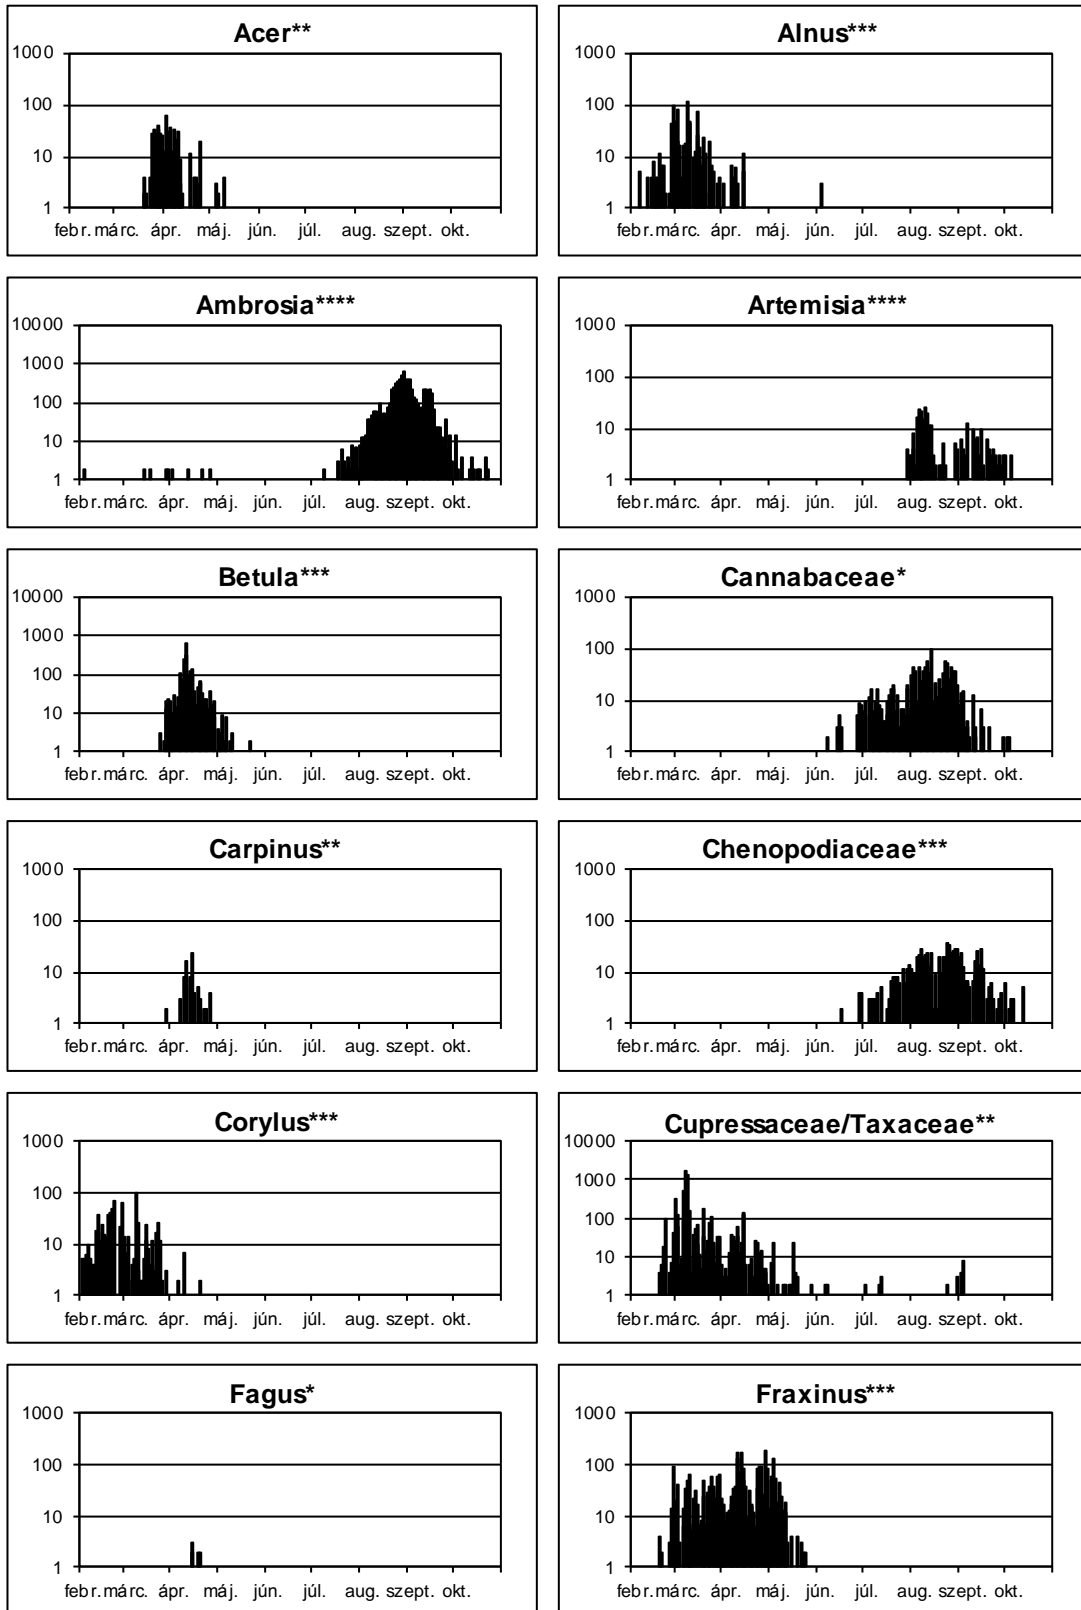 Acer**
1000
100
10
1
febr. márc. ápr. máj. jún. júl. aug. szept. okt.
Alnus***
1000
100
10
1
febr. márc. ápr. máj. jún. júl. aug. szept. okt.
Ambrosia****
10000
1000
100
10
1
febr. márc. ápr. máj. jún. júl. aug. szept. okt.
Artemisia****
1000
100
10
1
febr. márc. ápr. máj. jún. júl. aug. szept. okt.
Betula***
10000
1000
100
10
1
febr. márc. ápr. máj. jún. júl. aug. szept. okt.
Cannabaceae*
1000
100
10
1
febr. márc. ápr. máj. jún. júl. aug. szept. okt.
Carpinus**
1000
100
10
1
febr. márc. ápr. máj. jún. júl. aug. szept. okt.
Chenopodiaceae***
1000
100
10
1
febr. márc. ápr. máj. jún. júl. aug. szept. okt.
Corylus***
1000
100
10
1
febr. márc. ápr. máj. jún. júl. aug. szept. okt.
Cupressaceae/Taxaceae**
10000
1000
100
10
1
febr. márc. ápr. máj. jún. júl. aug. szept. okt.
Fagus*
1000
100
10
1
febr. márc. ápr. máj. jún. júl. aug. szept. okt.
Fraxinus***
1000
100
10
1
febr. márc. ápr. máj. jún. júl. aug. szept. okt.